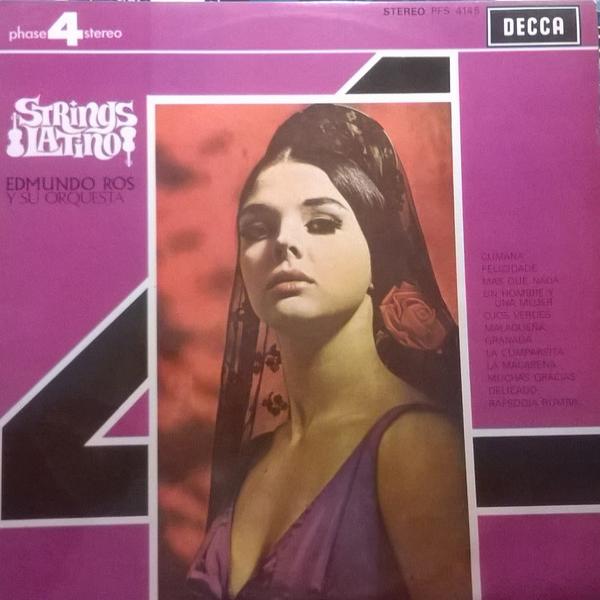 phase 4 stereo
STEREO PFS 4145
DECCA
Strings
Latino
EDMUNDO ROS
Y SU ORQUESTA
CUMANA
FELICIDADE
MAS QUE NADA
UN HOMBRE Y
UNA MUJER
OJOS VERDES
MALAGUEÑA
GRANADA
LA CUMPARSITA
LA MACARENA
MUCHAS GRACIAS
DELICADO
RAPSODIA RUMBA
4